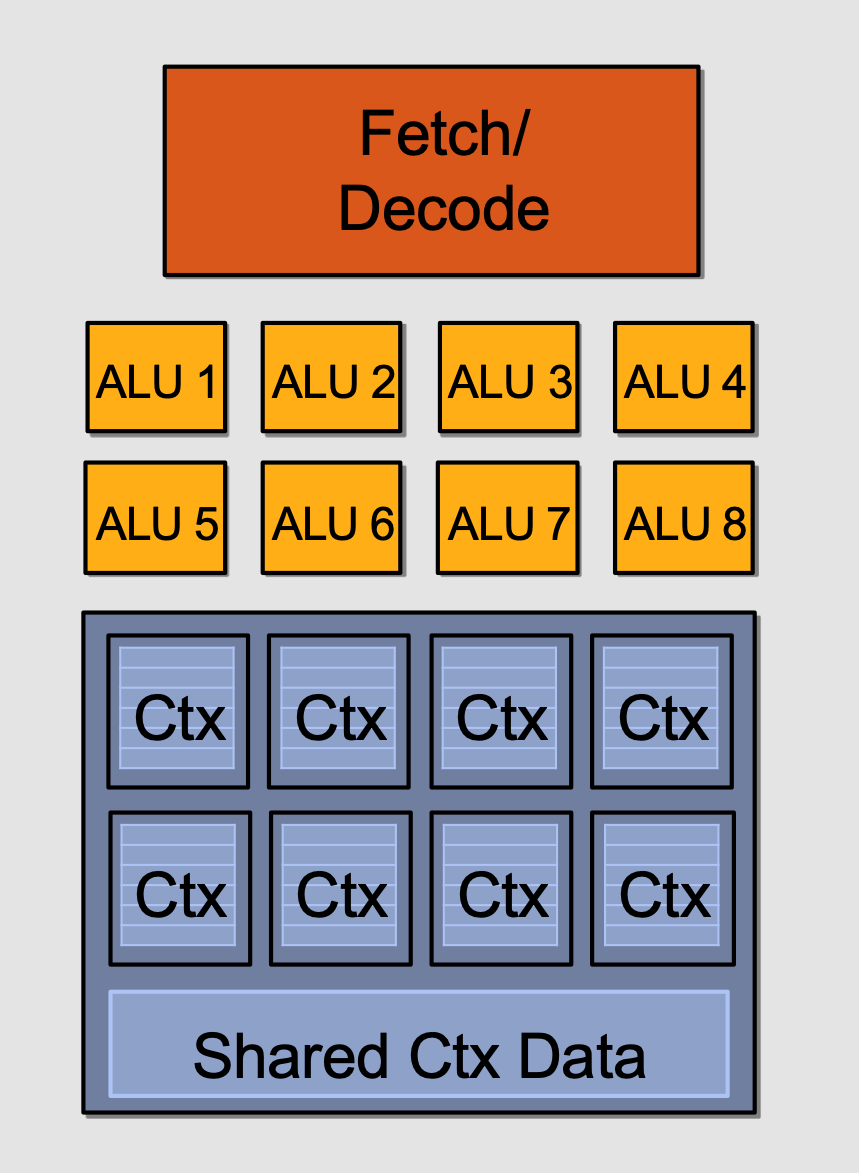 Fetch/
Decode
ALU 1 ALU 2 ALU 3 ALU 4
ALU 5 ALU 6 ALU 7 ALU 8
Ctx Ctx Ctx Ctx
Ctx Ctx Ctx Ctx
Shared Ctx Data